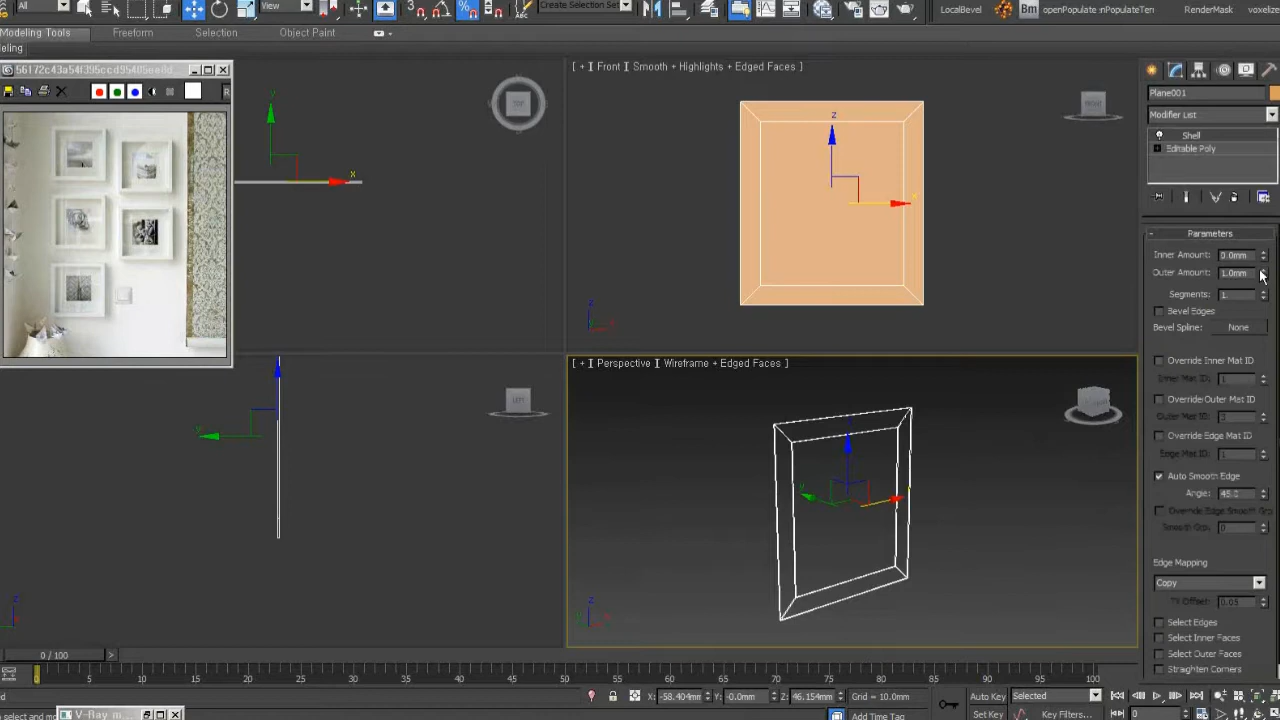 All
View
Create Selection Se
LocalBevel
openPopulate
nPopulateTen
RenderMask
voxelize
Modeling Tools
Freeform
Selection
Object Paint
eling
[ + ] Front ] Smooth + Highlights + Edged Faces ]
TOP
FRONT
Plane001
Modifier List
Shell
Editable Poly
y
x
z
x
Parameters
Inner Amount: 0.0mm
Outer Amount: 1.0mm
Segments: 1
Bevel Edges
Bevel Spline: None
z
x
[ + ] Perspective ] Wireframe + Edged Faces ]
Override Inner Mat ID
Inner Mat ID: 1
Override Outer Mat ID
Outer Mat ID: 3
Override Edge Mat ID
Edge Mat ID: 1
LEFT
y
Auto Smooth Edge
Angle: 45.0
Override Edge Smooth Grp
Smooth Grp: 0
Edge Mapping
Copy
TV Offset: 0.05
z
z
Select Edges
Select Inner Faces
Select Outer Faces
Straighten Corners
0 / 100
0 5 10 15 20 25 30 35 40 45 50 55 60 65 70 75 80 85 90 95 100
X: -58.404mm Y: -0.0mm Z: 46.154mm Grid = 10.0mm
Auto Key Selected
V-Ray m...
Add Time Tag
Set Key Key Filters... 0